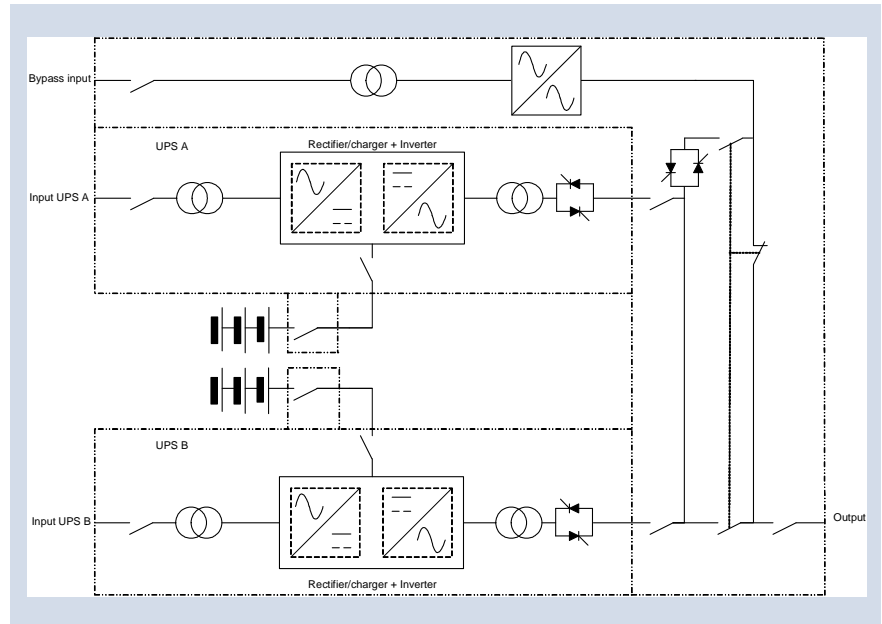 Bypass input
UPS A
Rectifier/charger + Inverter
Input UPS A
UPS B
Input UPS B
Output
Rectifier/charger + Inverter